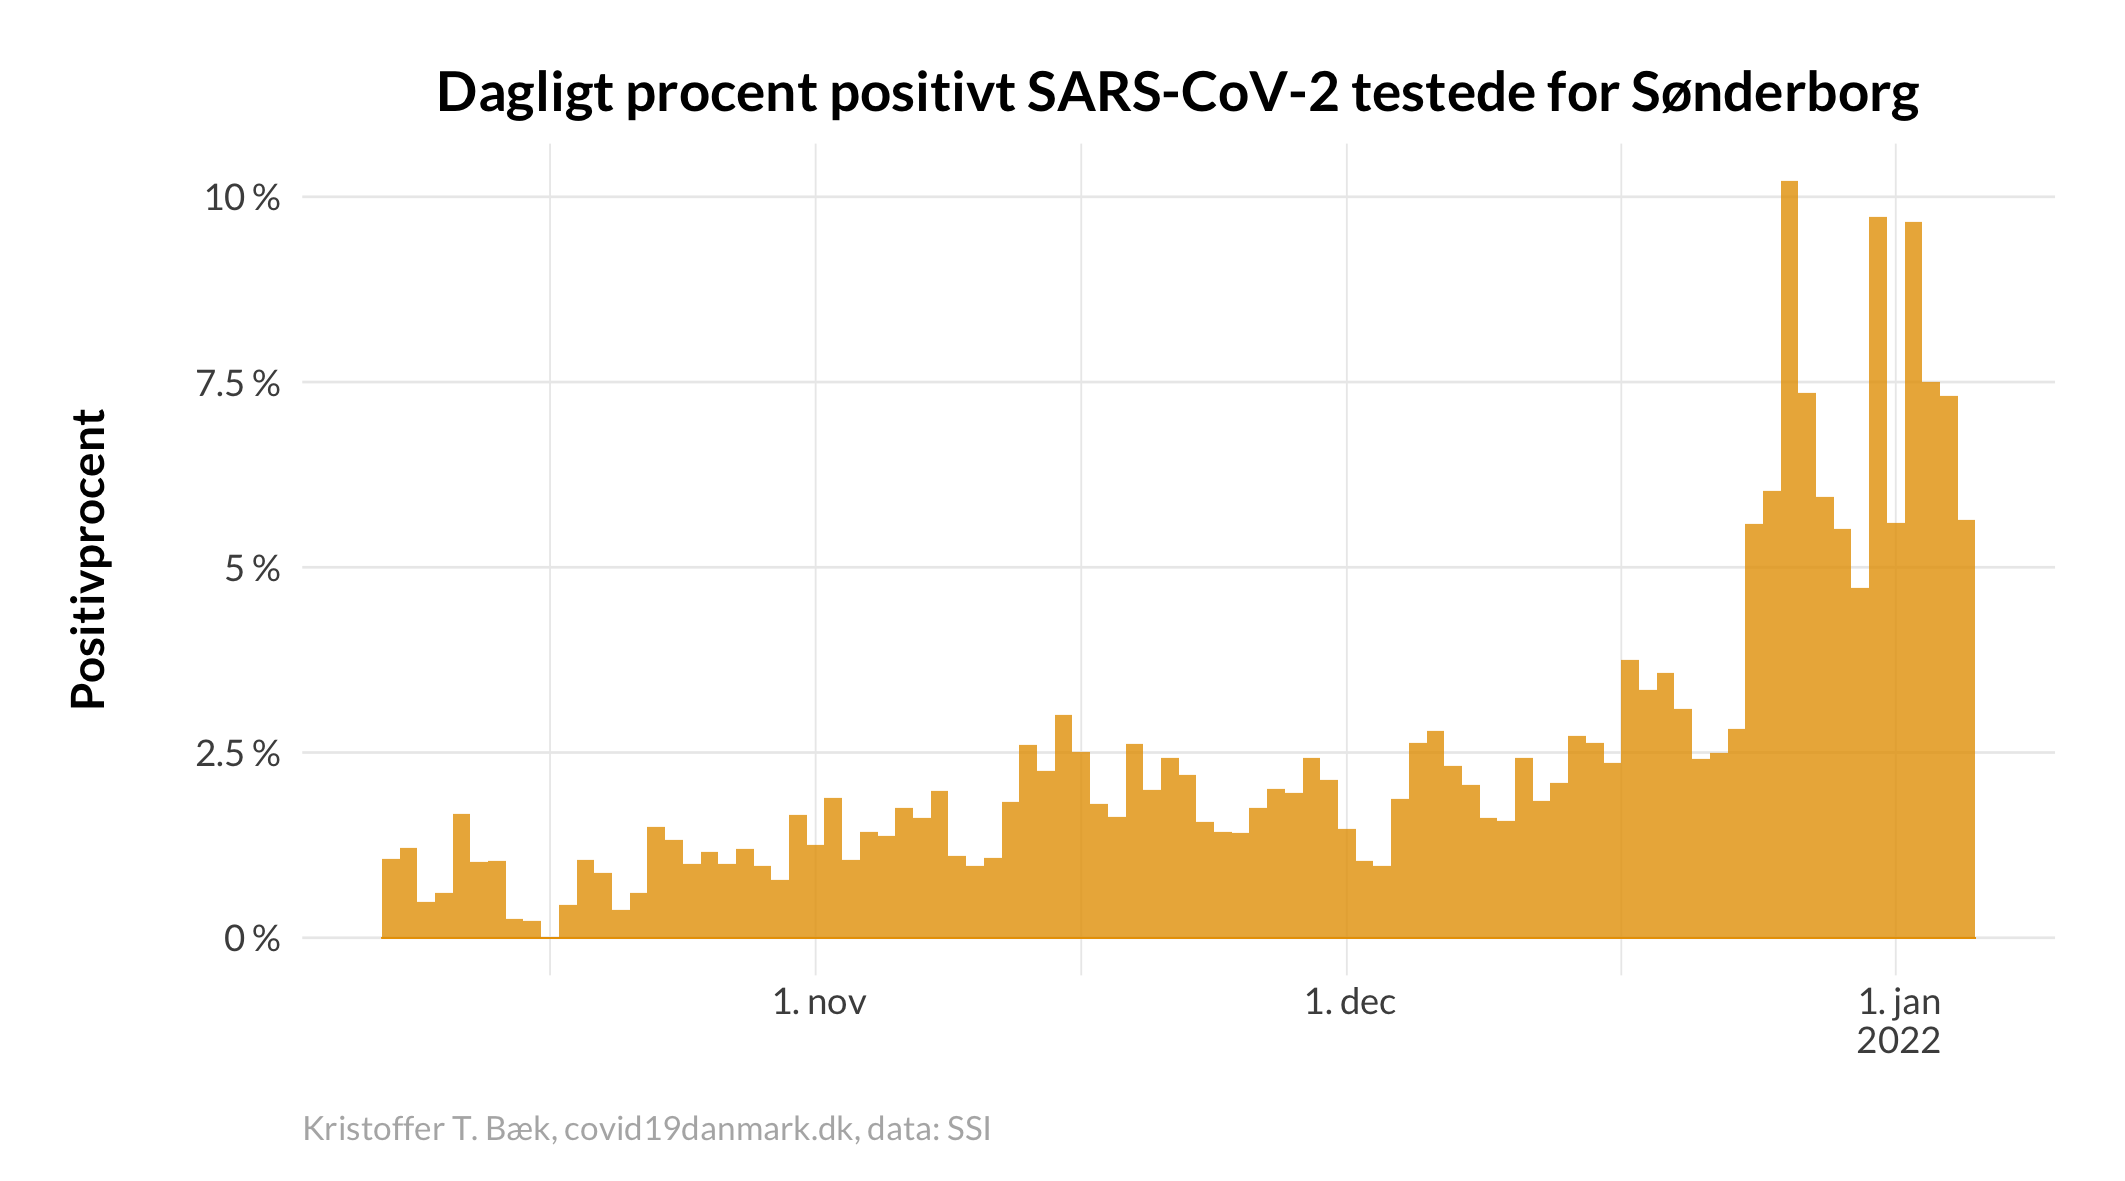 Dagligt procent positivt SARS-CoV-2 testede for Sønderborg
Positivprocent
10 %
7.5 %
5 %
2.5 %
0 %
1. nov
1. dec
1. jan
2022
Kristoffer T. Bæk, covid19danmark.dk, data: SSI